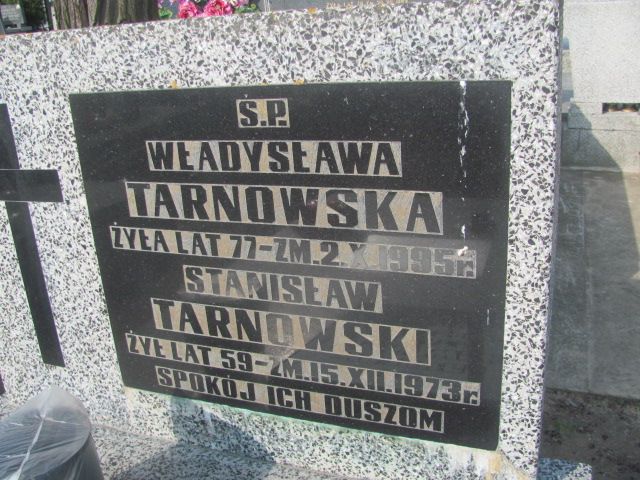 Ś.P.
WŁADYSŁAWA
TARNOWSKA
ŻYŁA LAT 77-ZM.2.X.1995r.
STANISŁAW
TARNOWSKI
ŻYŁ LAT 59-ZM.15.XII.1973r.
SPOKÓJ ICH DUSZOM